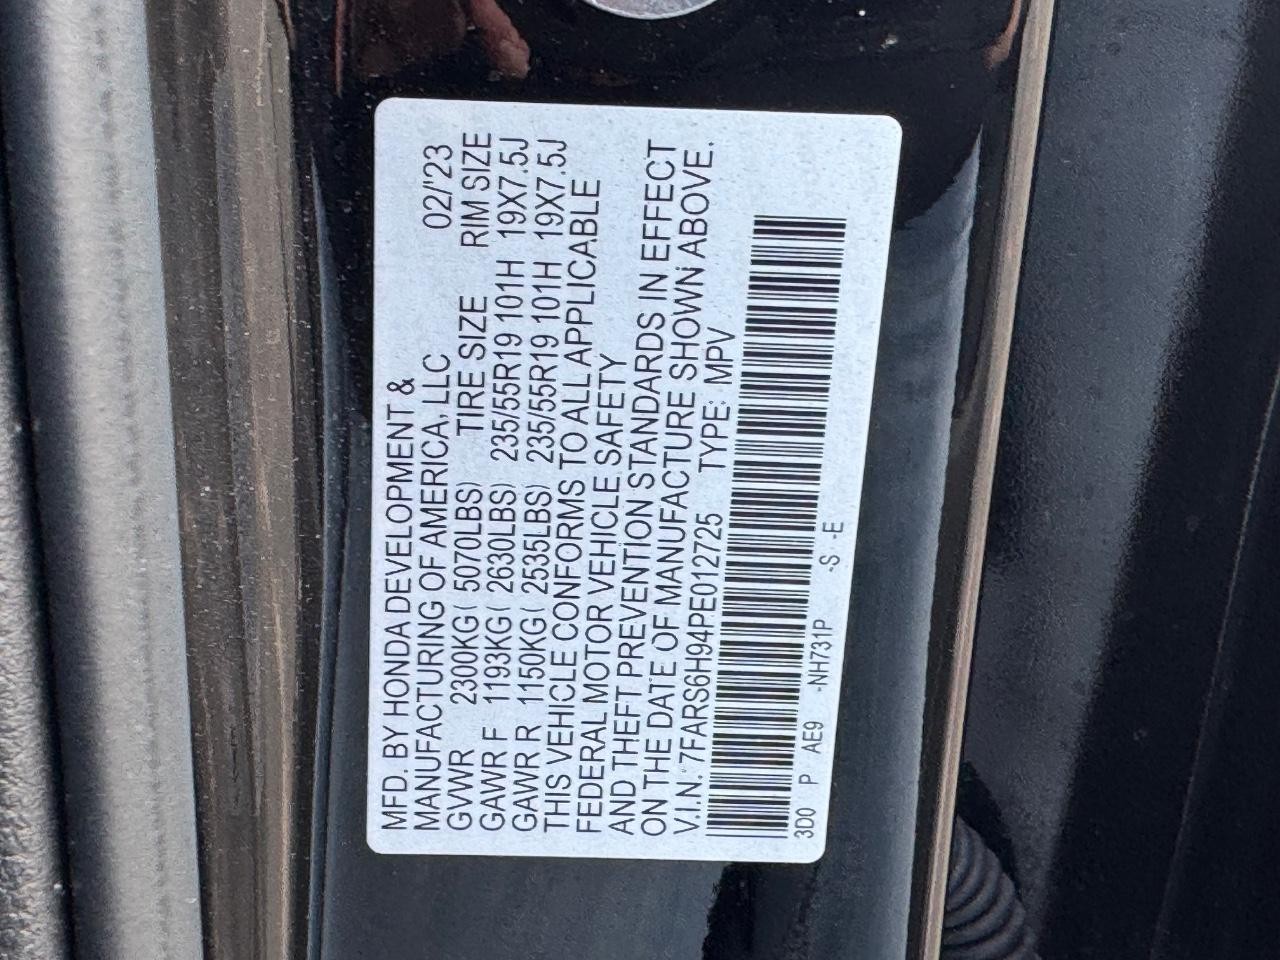 MFD. BY HONDA DEVELOPMENT &
MANUFACTURING OF AMERICA, LLC 02/'23
GVWR 2300KG( 5070LBS) TIRE SIZE RIM SIZE
GAWR F 1193KG( 2630LBS) 235/55R19 101H 19X7.5J
GAWR R 1150KG( 2535LBS) 235/55R19 101H 19X7.5J
THIS VEHICLE CONFORMS TO ALL APPLICABLE
FEDERAL MOTOR VEHICLE SAFETY
AND THEFT PREVENTION STANDARDS IN EFFECT
ON THE DATE OF MANUFACTURE SHOWN ABOVE.
V.I.N.: 7FARS6H94PE012725 TYPE: MPV
3D0 P AE9 -NH731P -S -E